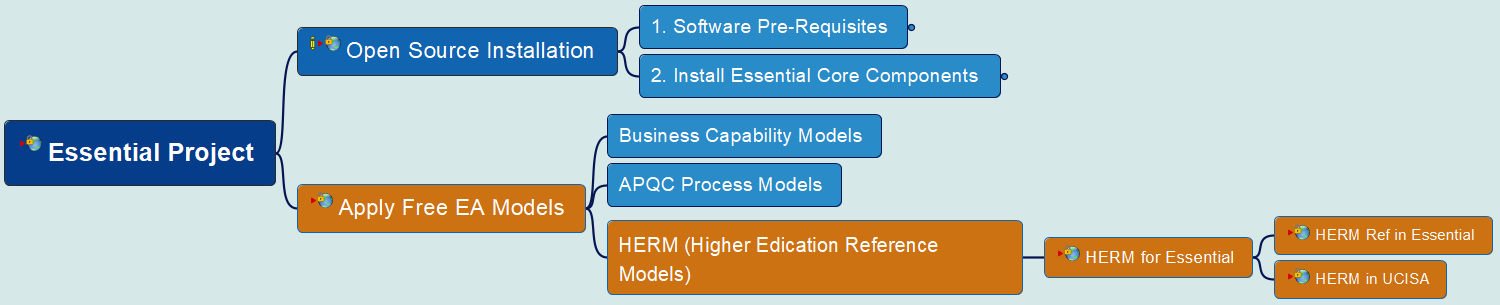 Essential Project
Open Source Installation
1. Software Pre-Requisites
2. Install Essential Core Components
Apply Free EA Models
Business Capability Models
APQC Process Models
HERM (Higher Edication Reference
Models)
HERM for Essential
HERM Ref in Essential
HERM in UCISA